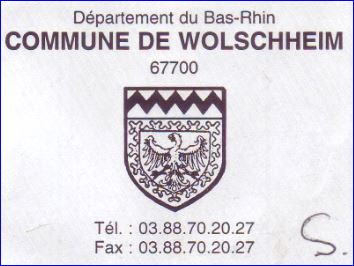 Département du Bas-Rhin
COMMUNE DE WOLSCHHEIM
67700
Tél. : 03.88.70.20.27
Fax : 03.88.70.20.27
S.